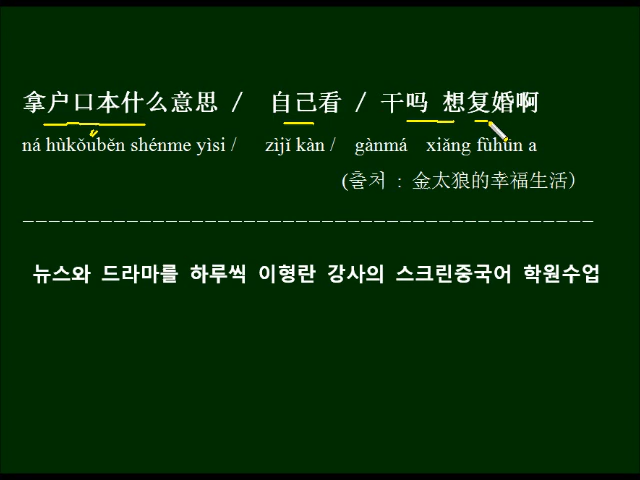 拿户口本什么意思 / 自己看 / 干吗 想复婚啊
ná hùkǒuběn shénme yìsi / zìjǐ kàn / gànmá xiǎng fùhūn a
(출처 : 金太狼的幸福生活)
____________________________________________
뉴스와 드라마를 하루씩 이형란 강사의 스크린중국어 학원수업